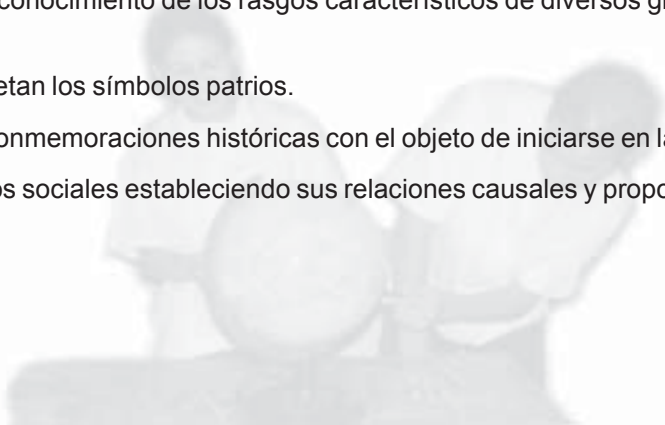 conocimiento de los rasgos característicos de diversos
etan los símbolos patrios.
onmemoraciones históricas con el objeto de iniciarse en
os sociales estableciendo sus relaciones causales y